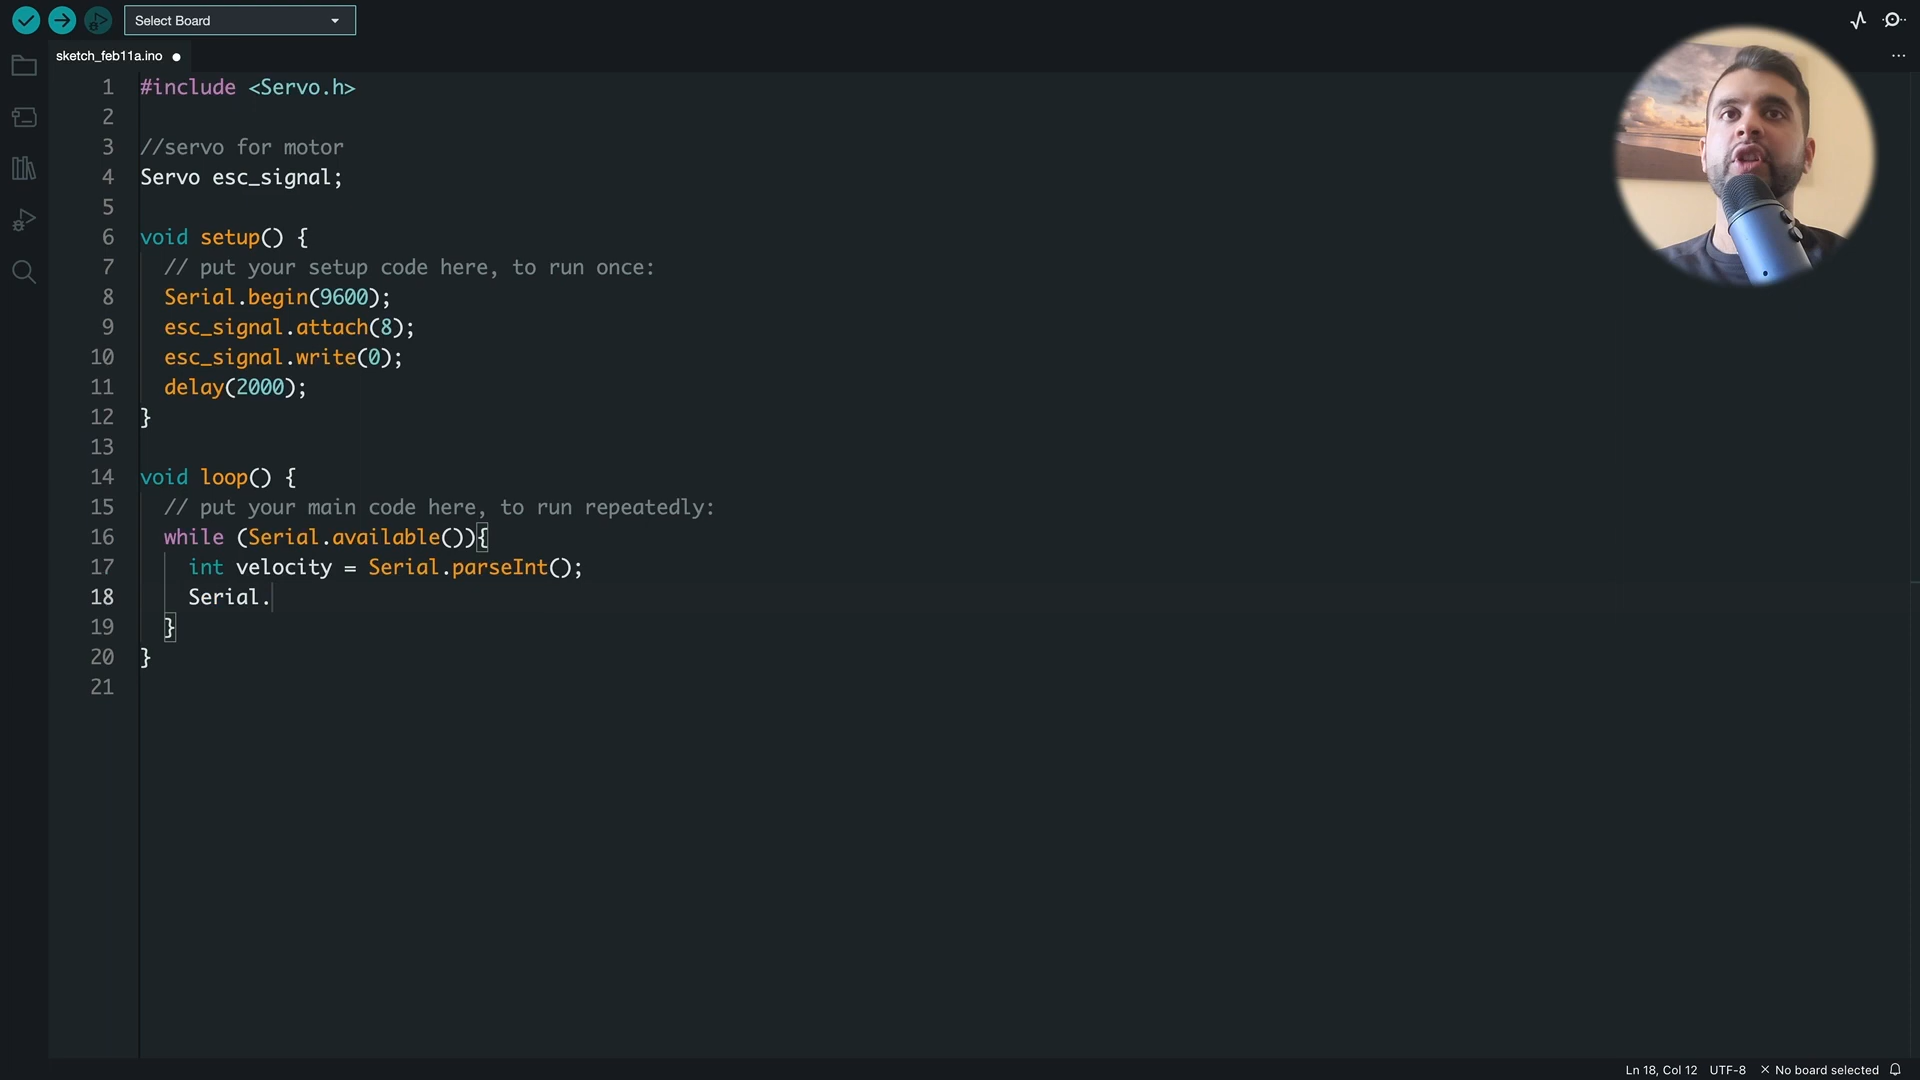 Select Board
sketch_feb11a.ino
1 #include <Servo.h>
2
3 //servo for motor
4 Servo esc_signal;
5
6 void setup() {
7 // put your setup code here, to run once:
8 Serial.begin(9600);
9 esc_signal.attach(8);
10 esc_signal.write(0);
11 delay(2000);
12 }
13
14 void loop() {
15 // put your main code here, to run repeatedly:
16 while (Serial.available()){
17 int velocity = Serial.parseInt();
18 Serial.
19 }
20 }
21
Ln 18, Col 12 UTF-8 × No board selected